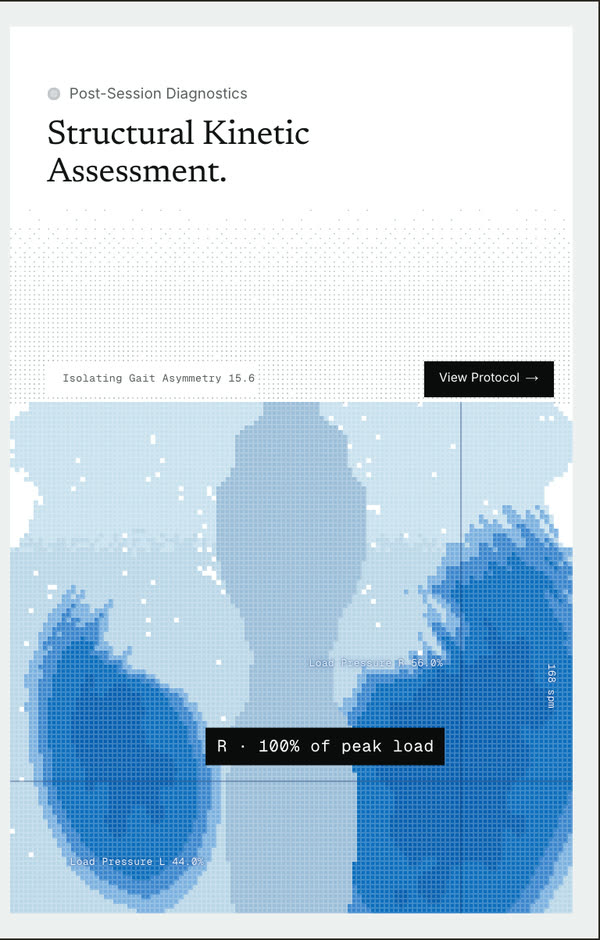 Post-Session Diagnostics
Structural Kinetic
Assessment.
Isolating Gait Asymmetry 15.6
View Protocol →
Load Pressure R 56.0%
168 spm
R · 100% of peak load
Load Pressure L 44.0%